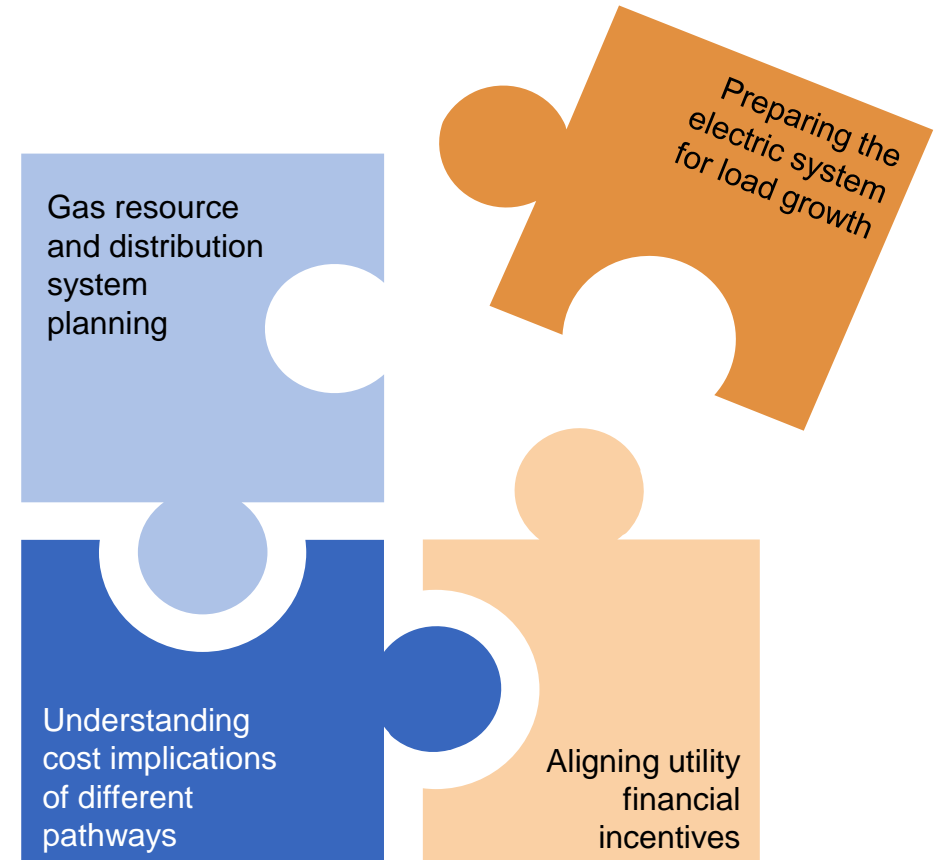 Preparing the
electric system
for load growth
Gas resource
and distribution
system
planning
Understanding
cost implications
of different
pathways
Aligning utility
financial
incentives